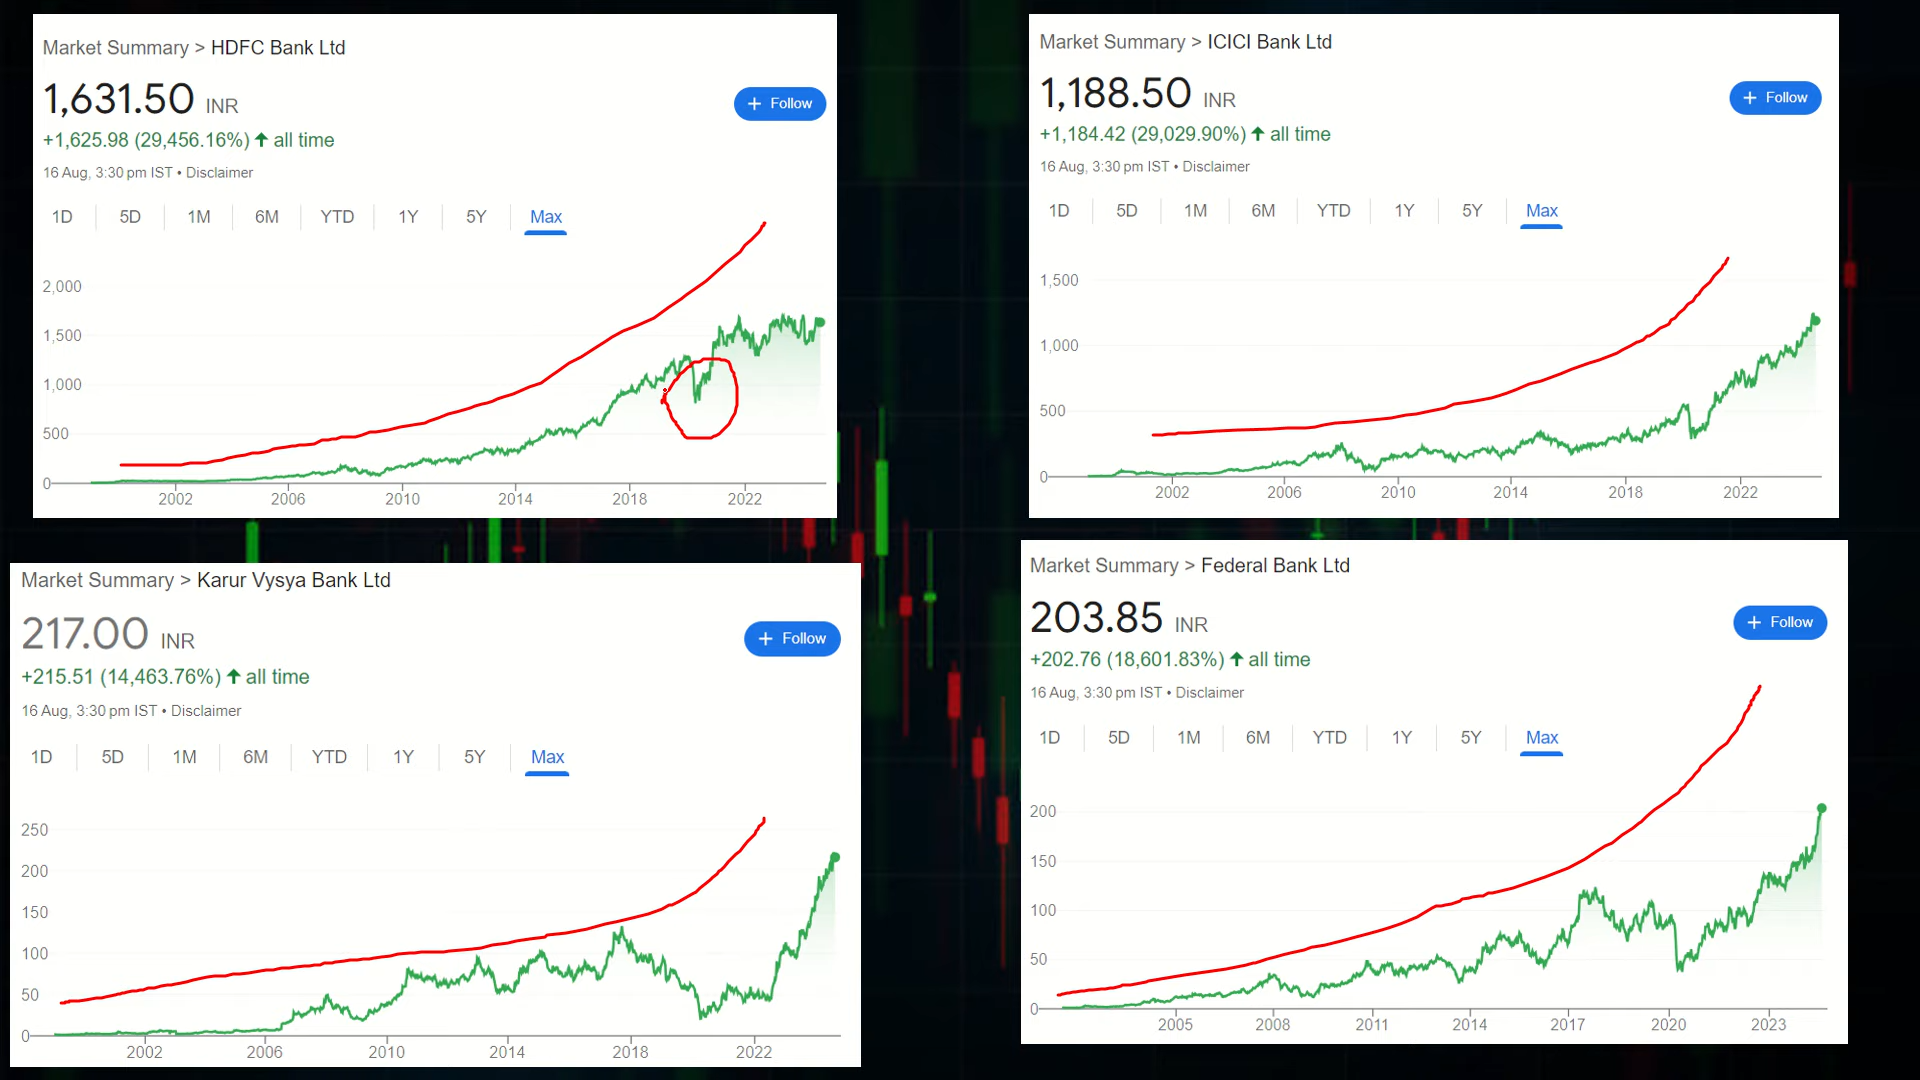 Market Summary > HDFC Bank Ltd
1,631.50 INR
+ Follow
+1,625.98 (29,456.16%) ↑ all time
16 Aug, 3:30 pm IST • Disclaimer
1D 5D 1M 6M YTD 1Y 5Y Max
2,000
1,500
1,000
500
0
2002 2006 2010 2014 2018 2022
Market Summary > ICICI Bank Ltd
1,188.50 INR
+ Follow
+1,184.42 (29,029.90%) ↑ all time
16 Aug, 3:30 pm IST • Disclaimer
1D 5D 1M 6M YTD 1Y 5Y Max
1,500
1,000
500
0
2002 2006 2010 2014 2018 2022
Market Summary > Karur Vysya Bank Ltd
217.00 INR
+ Follow
+215.51 (14,463.76%) ↑ all time
16 Aug, 3:30 pm IST • Disclaimer
1D 5D 1M 6M YTD 1Y 5Y Max
250
200
150
100
50
0
2002 2006 2010 2014 2018 2022
Market Summary > Federal Bank Ltd
203.85 INR
+ Follow
+202.76 (18,601.83%) ↑ all time
16 Aug, 3:30 pm IST • Disclaimer
1D 5D 1M 6M YTD 1Y 5Y Max
200
150
100
50
0
2005 2008 2011 2014 2017 2020 2023